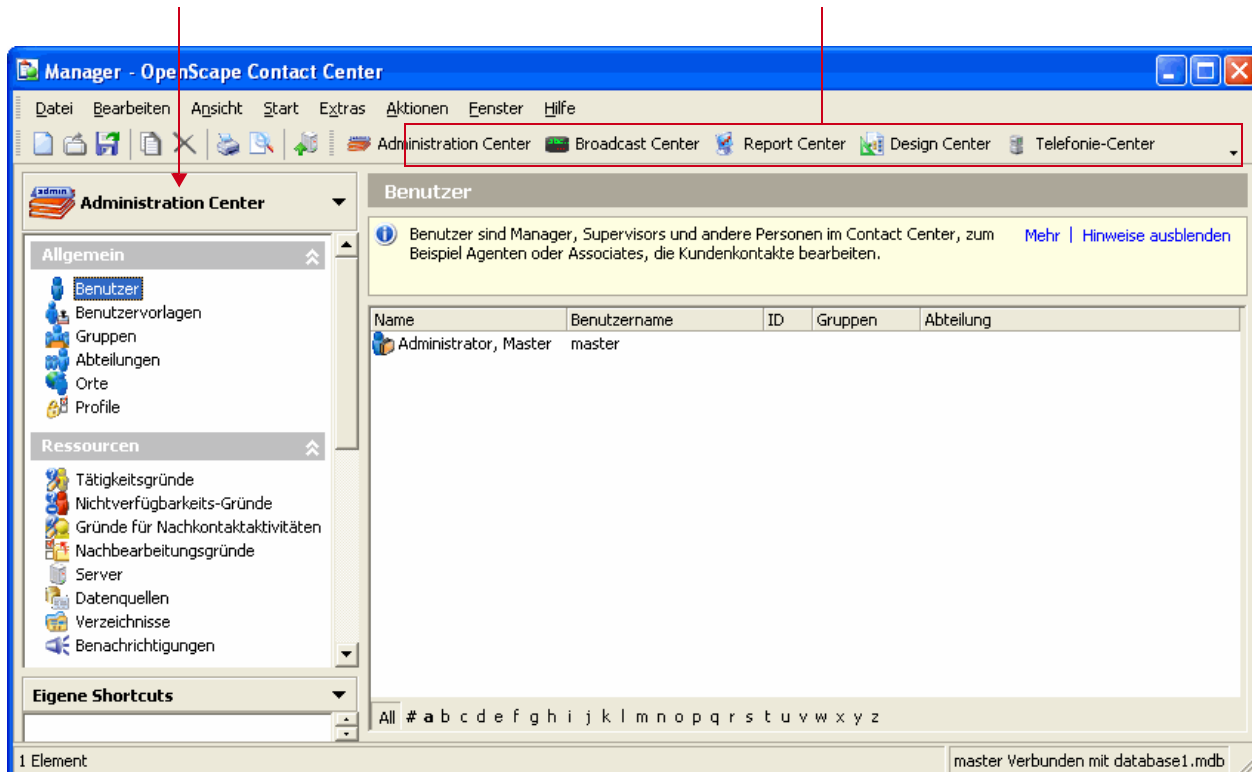 Manager - OpenScape Contact Center
Datei Bearbeiten Ansicht Start Extras Aktionen Fenster Hilfe
Administration Center Broadcast Center Report Center Design Center Telefonie-Center
admin
Administration Center
Allgemein
Benutzer
Benutzervorlagen
Gruppen
Abteilungen
Orte
Profile
Ressourcen
Tätigkeitsgründe
Nichtverfügbarkeits-Gründe
Gründe für Nachkontaktaktivitäten
Nachbearbeitungsgründe
Server
Datenquellen
Verzeichnisse
Benachrichtigungen
Eigene Shortcuts
Benutzer
Benutzer sind Manager, Supervisors und andere Personen im Contact Center, zum
Beispiel Agenten oder Associates, die Kundenkontakte bearbeiten.
Mehr | Hinweise ausblenden
Name Benutzername ID Gruppen Abteilung
Administrator, Master master
All # a b c d e f g h i j k l m n o p q r s t u v w x y z
1 Element
master Verbunden mit database1.mdb